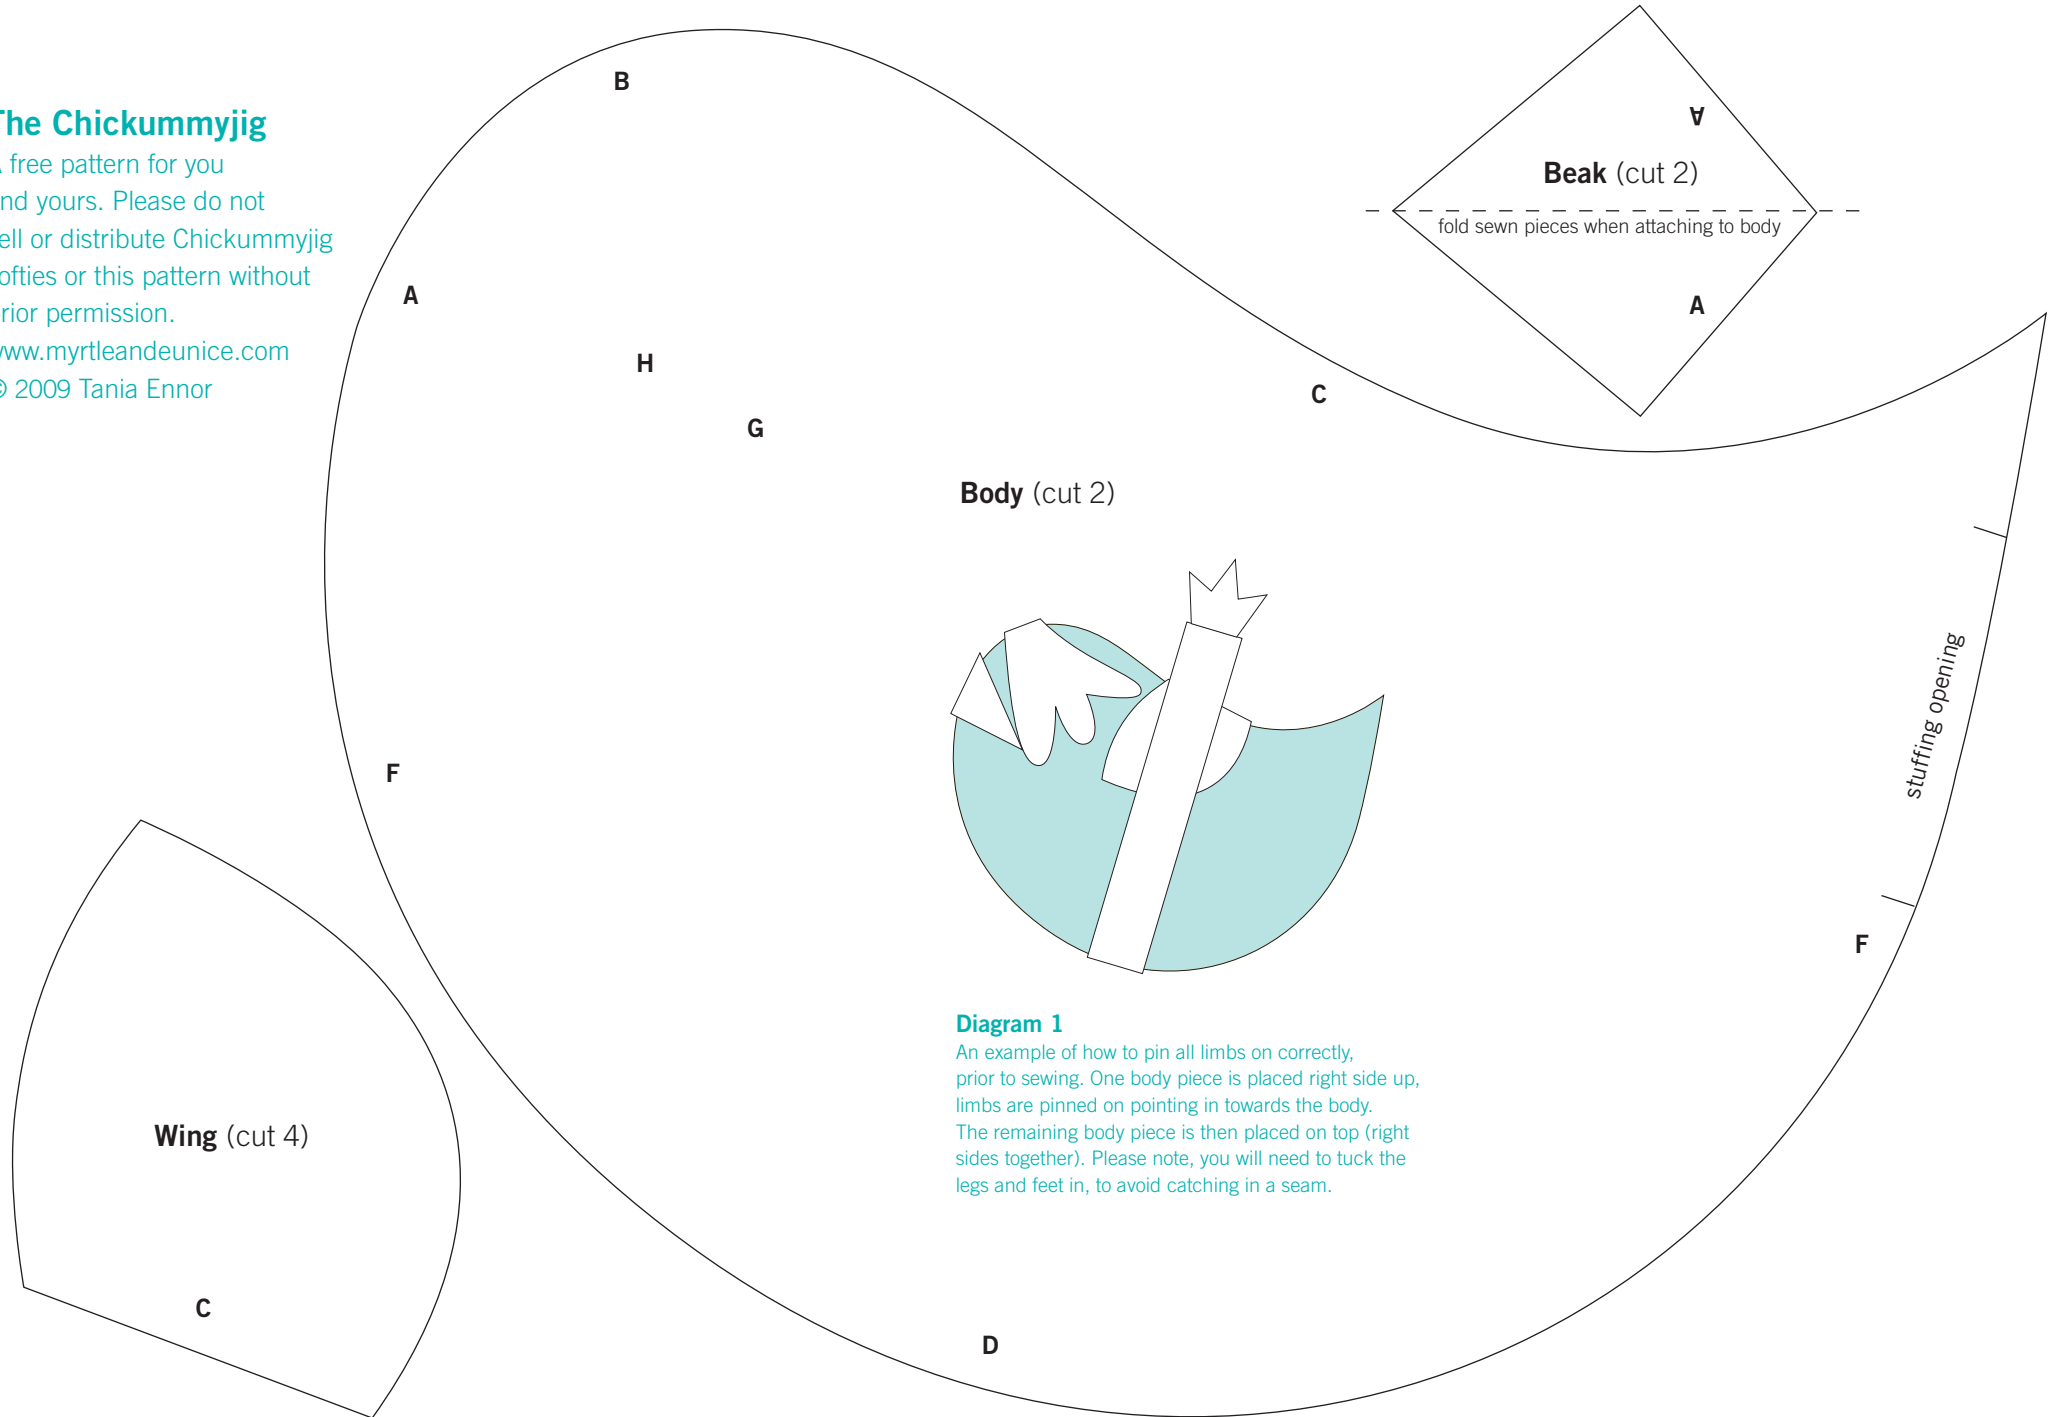 The Chickummyjig
free pattern for you
nd yours. Please do not
ell or distribute Chickummyjig
ofties or this pattern without
rior permission.
www.myrtleandeunice.com
© 2009 Tania Ennor
B
A
H
G
C
A
Beak (cut 2)
fold sewn pieces when attaching to body
A
Body (cut 2)
stuffing opening
F
F
Diagram 1
An example of how to pin all limbs on correctly,
prior to sewing. One body piece is placed right side up,
limbs are pinned on pointing in towards the body.
The remaining body piece is then placed on top (right
sides together). Please note, you will need to tuck the
legs and feet in, to avoid catching in a seam.
D
Wing (cut 4)
C